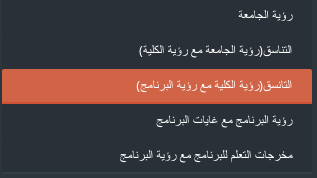 رؤية الجامعة
التناسق(رؤية الجامعة مع رؤية الكلية)
التانسق(رؤية الكلية مع رؤية البرنامج)
رؤية البرنامج مع غايات البرنامج
مخرجات التعلم للبرنامج مع رؤية البرنامج